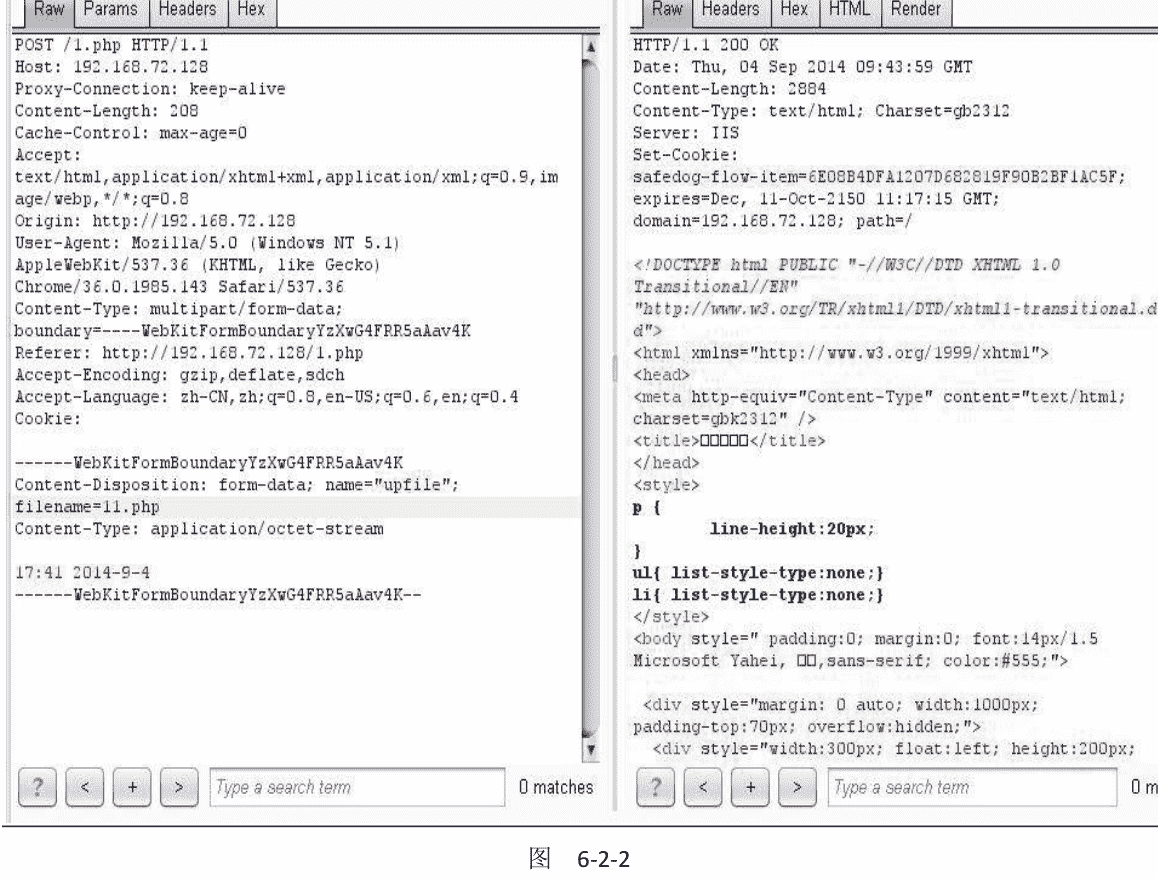 Raw Params Headers Hex
POST /1.php HTTP/1.1
Host: 192.168.72.128
Proxy-Connection: keep-alive
Content-Length: 208
Cache-Control: max-age=0
Accept:
text/html,application/xhtml+xml,application/xml;q=0.9,im
age/webp,*/*;q=0.8
Origin: http://192.168.72.128
User-Agent: Mozilla/5.0 (Windows NT 5.1)
AppleWebKit/537.36 (KHTML, like Gecko)
Chrome/36.0.1985.143 Safari/537.36
Content-Type: multipart/form-data;
boundary=----WebKitFormBoundaryYzXwG4FRR5aAav4K
Referer: http://192.168.72.128/1.php
Accept-Encoding: gzip,deflate,sdch
Accept-Language: zh-CN,zh;q=0.8,en-US;q=0.6,en;q=0.4
Cookie:
------WebKitFormBoundaryYzXwG4FRR5aAav4K
Content-Disposition: form-data; name="upfile";
filename=11.php
Content-Type: application/octet-stream
17:41 2014-9-4
------WebKitFormBoundaryYzXwG4FRR5aAav4K--
? < + > Type a search term 0 matches
Raw Headers Hex HTML Render
HTTP/1.1 200 OK
Date: Thu, 04 Sep 2014 09:43:59 GMT
Content-Length: 2884
Content-Type: text/html; Charset=gb2312
Server: IIS
Set-Cookie:
safedog-flow-item=6E08B4DFA1207D682819F90B2BF1AC5F;
expires=Dec, 11-Oct-2150 11:17:15 GMT;
domain=192.168.72.128; path=/
<!DOCTYPE html PUBLIC "-//W3C//DTD XHTML 1.0
Transitional//EN"
"http://www.w3.org/TR/xhtml1/DTD/xhtml1-transitional.d
d">
<html xmlns="http://www.w3.org/1999/xhtml">
<head>
<meta http-equiv="Content-Type" content="text/html;
charset=gbk2312" />
<title>□□□□□</title>
</head>
<style>
p {
line-height:20px;
}
ul{ list-style-type:none;}
li{ list-style-type:none;}
</style>
<body style=" padding:0; margin:0; font:14px/1.5
Microsoft Yahei, □□,sans-serif; color:#555;">
<div style="margin: 0 auto; width:1000px;
padding-top:70px; overflow:hidden;">
<div style="width:300px; float:left; height:200px;
? < + > Type a search term 0 m
图 6-2-2